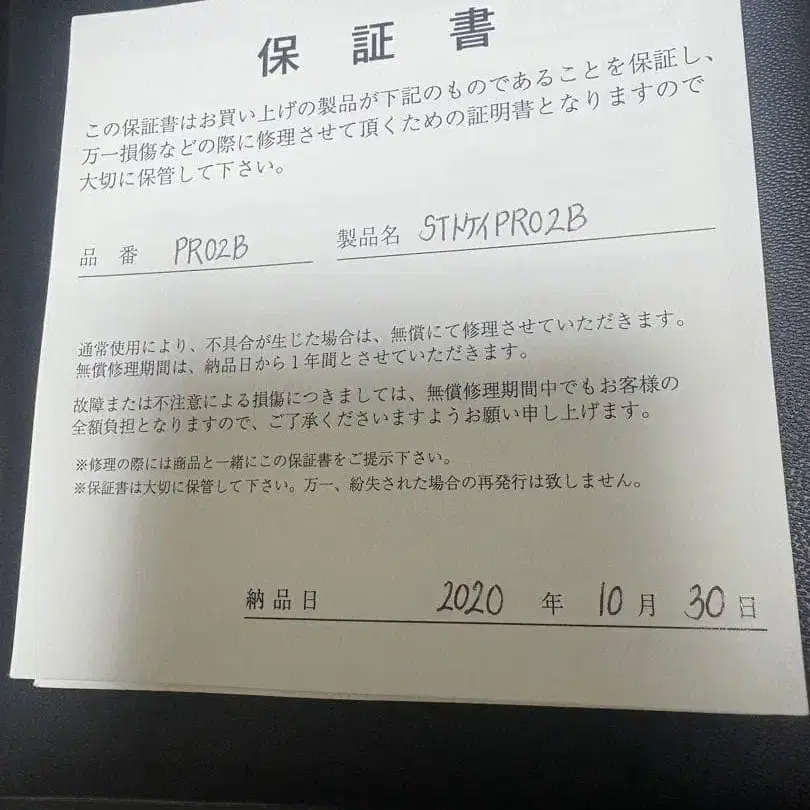 保証書
この保証書はお買い上げの製品が下記のものであることを保証し、
万一損傷などの際に修理させて頂くための証明書となりますので
大切に保管して下さい。
品番 PR02B 製品名 STトケイPR02B
通常使用により、不具合が生じた場合は、無償にて修理させていただきます。
無償修理期間は、納品日から1年間とさせていただきます。
故障または不注意による損傷につきましては、無償修理期間中でもお客様の
全額負担となりますので、ご了承くださいますようお願い申し上げます。
※修理の際には商品と一緒にこの保証書をご提示下さい。
※保証書は大切に保管して下さい。万一、紛失された場合の再発行は致しません。
納品日 2020 年 10 月 30 日